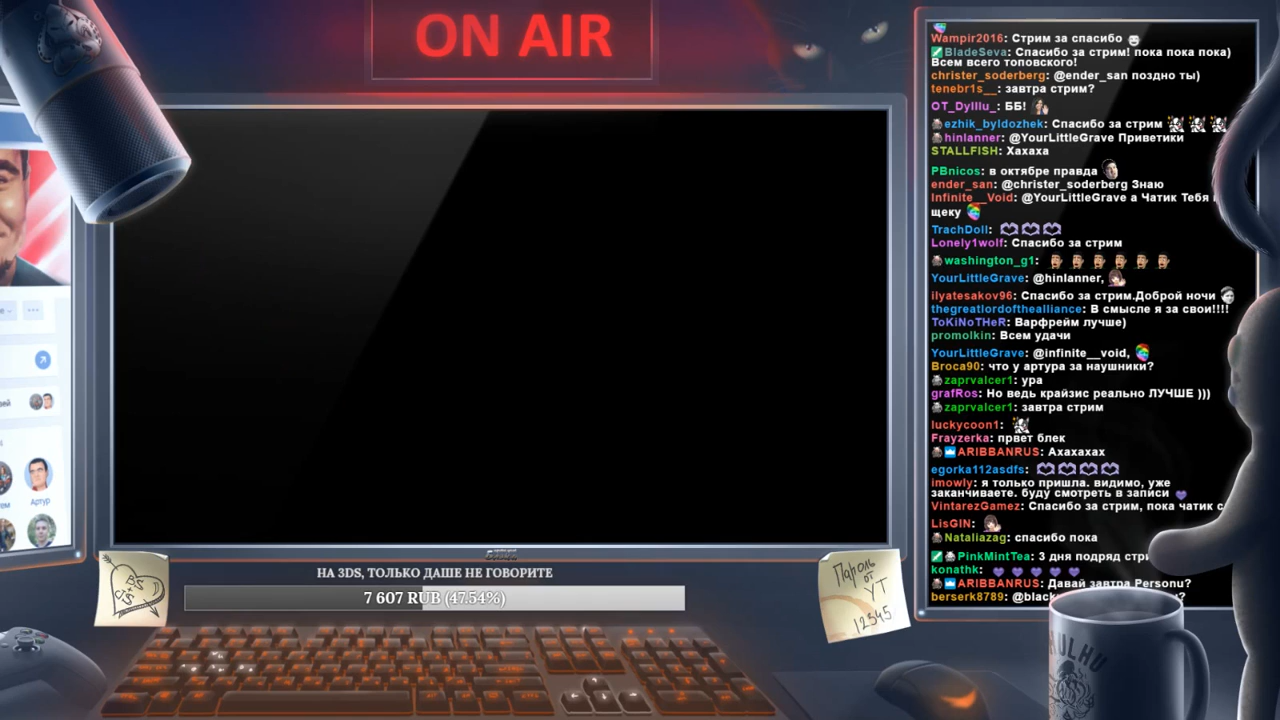 ON AIR
Wampir2016: Стрим за спасибо
BladeSeva: Спасибо за стрим! пока пока пока)
Всем всего топовского!
christer_soderberg: @ender_san поздно ты)
tenebr1s__: завтра стрим?
OT_Dylllu_: ББ!
ezhik_byldozhek: Спасибо за стрим
hinlanner: @YourLittleGrave Приветики
STALLFISH: Хахаха
PBnicos: в октябре правда
ender_san: @christer_soderberg Знаю
Infinite__Void: @YourLittleGrave а Чатик Тебя
щеку
TrachDoll:
Lonely1wolf: Спасибо за стрим
washington_g1:
YourLittleGrave: @hinlanner,
ilyatesakov96: Спасибо за стрим.Доброй ночи
thegreatlordofthealliance: В смысле я за свои!!!!
ToKiNoTHeR: Варфрейм лучше)
promolkin: Всем удачи
YourLittleGrave: @infinite__void,
Broca90: что у артура за наушники?
zaprvalcer1: ура
grafRos: Но ведь крайзис реально ЛУЧШЕ )))
zaprvalcer1: завтра стрим
luckycoon1:
Frayzerka: првет блек
ARIBBANRUS: Ахахахах
egorka112asdfs:
imowly: я только пришла. видимо, уже
заканчиваете. буду смотреть в записи
VintarezGamez: Спасибо за стрим, пока чатик
LisGIN:
Nataliazag: спасибо пока
PinkMintTea: 3 дня подряд
konathk:
ARIBBANRUS: Давай завтра Personu?
berserk8789:
Артур
НА 3DS, ТОЛЬКО ДАШЕ НЕ ГОВОРИТЕ
7 607 RUB (47.54%)
Пароль
от
YT
12345